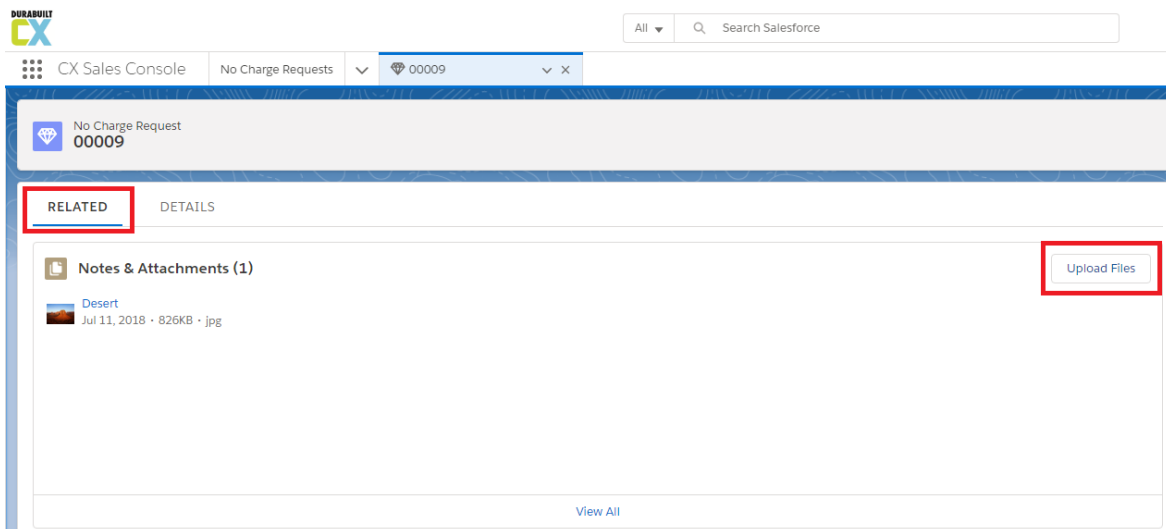 DURABUILT
CX
All
Search Salesforce
CX Sales Console
No Charge Requests
00009
No Charge Request
00009
RELATED
DETAILS
Notes & Attachments (1)
Upload Files
Desert
Jul 11, 2018 • 826KB • jpg
View All